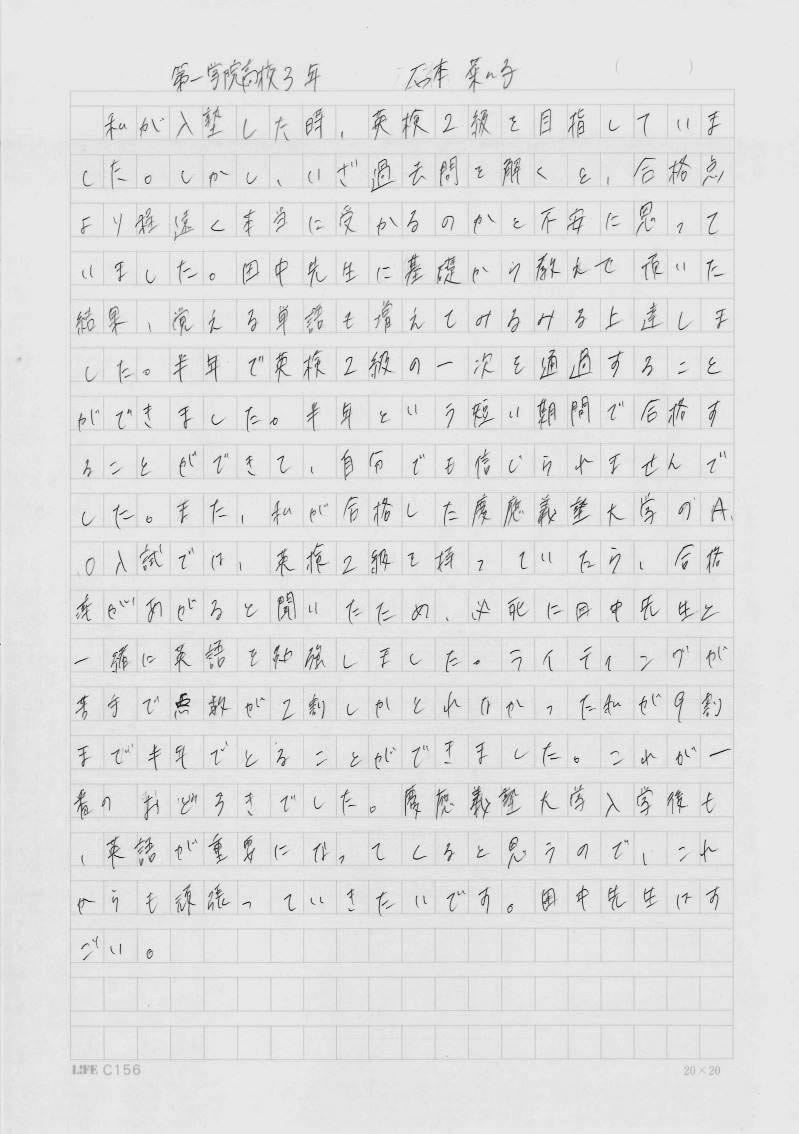 第一学院高校3年 石本 菜の子 ( )
私が入塾した時、英検2級を目指していま
した。しかし、いざ過去問を解くと、合格点
より程遠く本当に受かるのかと不安に思って
いました。田中先生に基礎から教えて頂いた
結果、覚える単語も増えてみるみる上達しま
した。半年で英検2級の一次を通過すること
ができました。半年という短い期間で合格す
ることができて、自分でも信じられませんで
した。また、私が合格した慶應義塾大学のA.
O入試では、英検2級を持っていたら、合格
率があがると聞いたため、必死に田中先生と
一緒に英語を勉強しました。ライティングが
苦手で点数が2割しかとれなかった私が9割
まで半年でとることができました。これが一
番のおどろきでした。慶應義塾大学入学後も
、英語が重要になってくると思うので、これ
からも頑張っていきたいです。田中先生はす
ごい。
LIFE C156 20×20